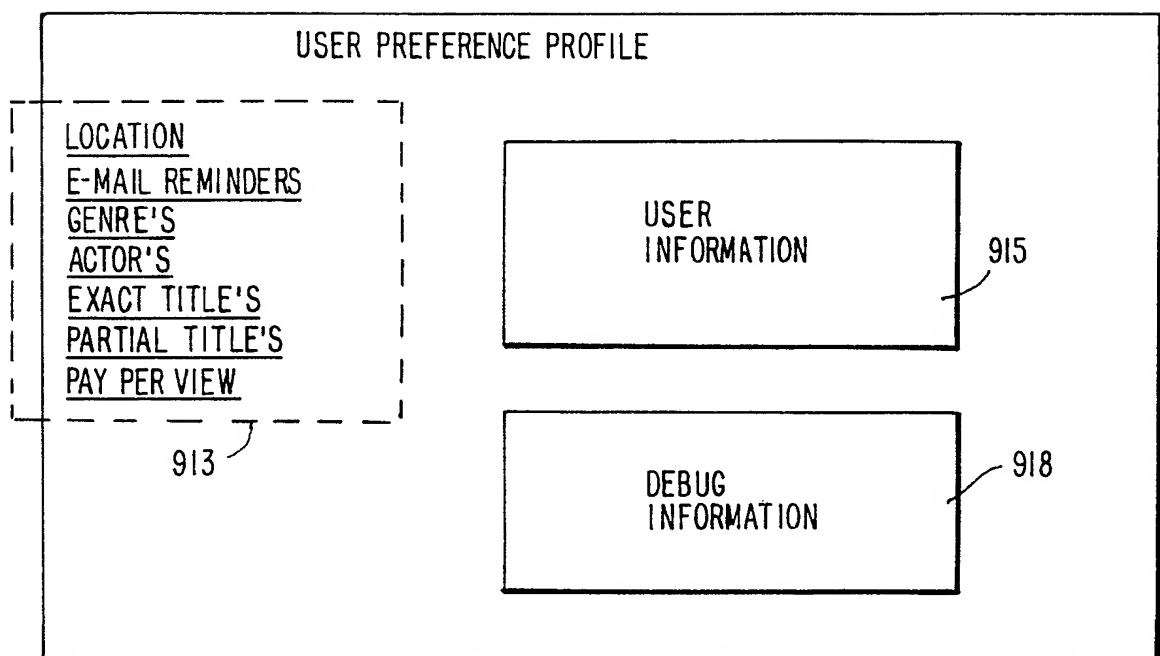 USER PREFERENCE PROFILE
LOCATION
E-MAIL REMINDERS
GENRE'S
ACTOR'S
EXACT TITLE'S
PARTIAL TITLE'S
PAY PER VIEW
913
USER
INFORMATION
915
DEBUG
INFORMATION
918